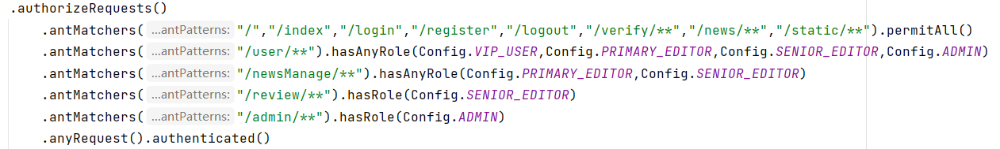 .authorizeRequests()
.antMatchers( ...antPatterns: "/","/index","/login","/register","/logout","/verify/**","/news/**","/static/**").permitAll()
.antMatchers( ...antPatterns: "/user/**").hasAnyRole(Config.VIP_USER,Config.PRIMARY_EDITOR,Config.SENIOR_EDITOR,Config.ADMIN)
.antMatchers( ...antPatterns: "/newsManage/**").hasAnyRole(Config.PRIMARY_EDITOR,Config.SENIOR_EDITOR)
.antMatchers( ...antPatterns: "/review/**").hasRole(Config.SENIOR_EDITOR)
.antMatchers( ...antPatterns: "/admin/**").hasRole(Config.ADMIN)
.anyRequest().authenticated()